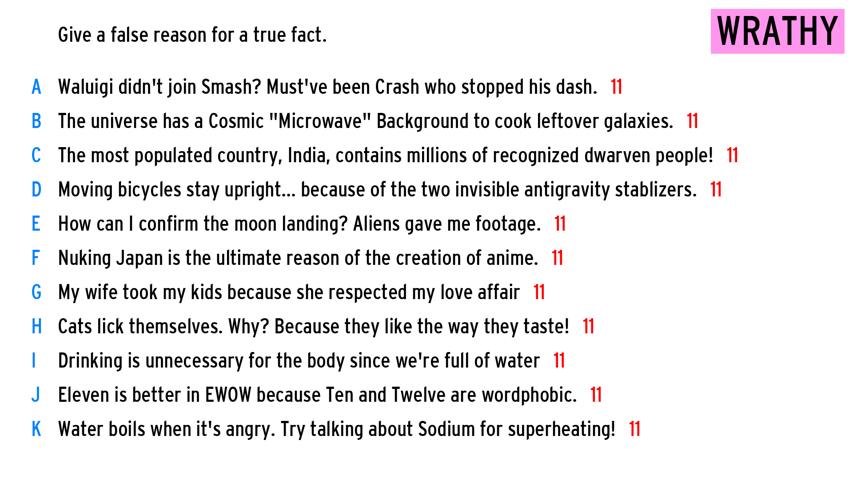 Give a false reason for a true fact.
WRATHY
A Waluigi didn't join Smash? Must've been Crash who stopped his dash. 11
B The universe has a Cosmic "Microwave" Background to cook leftover galaxies. 11
C The most populated country, India, contains millions of recognized dwarven people! 11
D Moving bicycles stay upright... because of the two invisible antigravity stablizers. 11
E How can I confirm the moon landing? Aliens gave me footage. 11
F Nuking Japan is the ultimate reason of the creation of anime. 11
G My wife took my kids because she respected my love affair 11
H Cats lick themselves. Why? Because they like the way they taste! 11
I Drinking is unnecessary for the body since we're full of water 11
J Eleven is better in EWOW because Ten and Twelve are wordphobic. 11
K Water boils when it's angry. Try talking about Sodium for superheating! 11